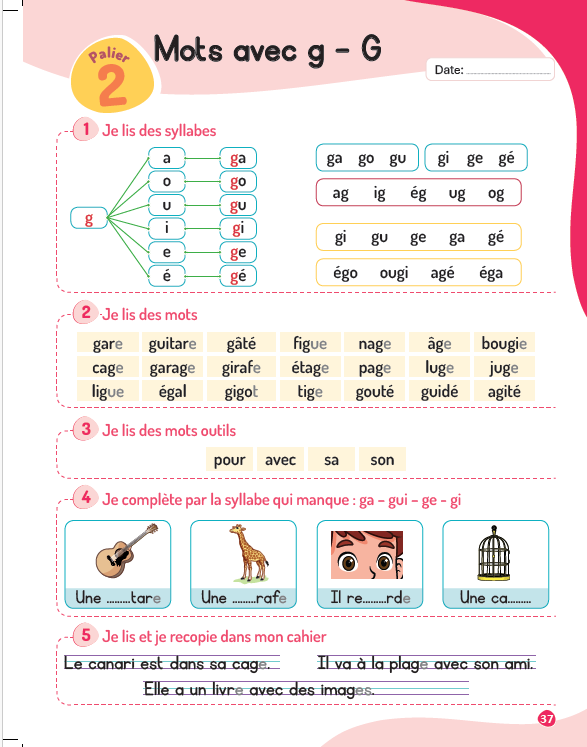 Palier
2
Mots avec g - G
Date: ........................
1 Je lis des syllabes
g
a ga
o go
u gu
i gi
e ge
é gé
ga go gu gi ge gé
ag ig ég ug og
gi gu ge ga gé
égo ougi agé éga
2 Je lis des mots
gare guitare gâté figue nage âge bougie
cage garage girafe étage page luge juge
ligue égal gigot tige gouté guidé agité
3 Je lis des mots outils
pour avec sa son
4 Je complète par la syllabe qui manque : ga – gui – ge - gi
Une .........tare Une .........rafe Il re.........rde Une ca.........
5 Je lis et je recopie dans mon cahier
Le canari est dans sa cage. Il va à la plage avec son ami.
Elle a un livre avec des images.
37